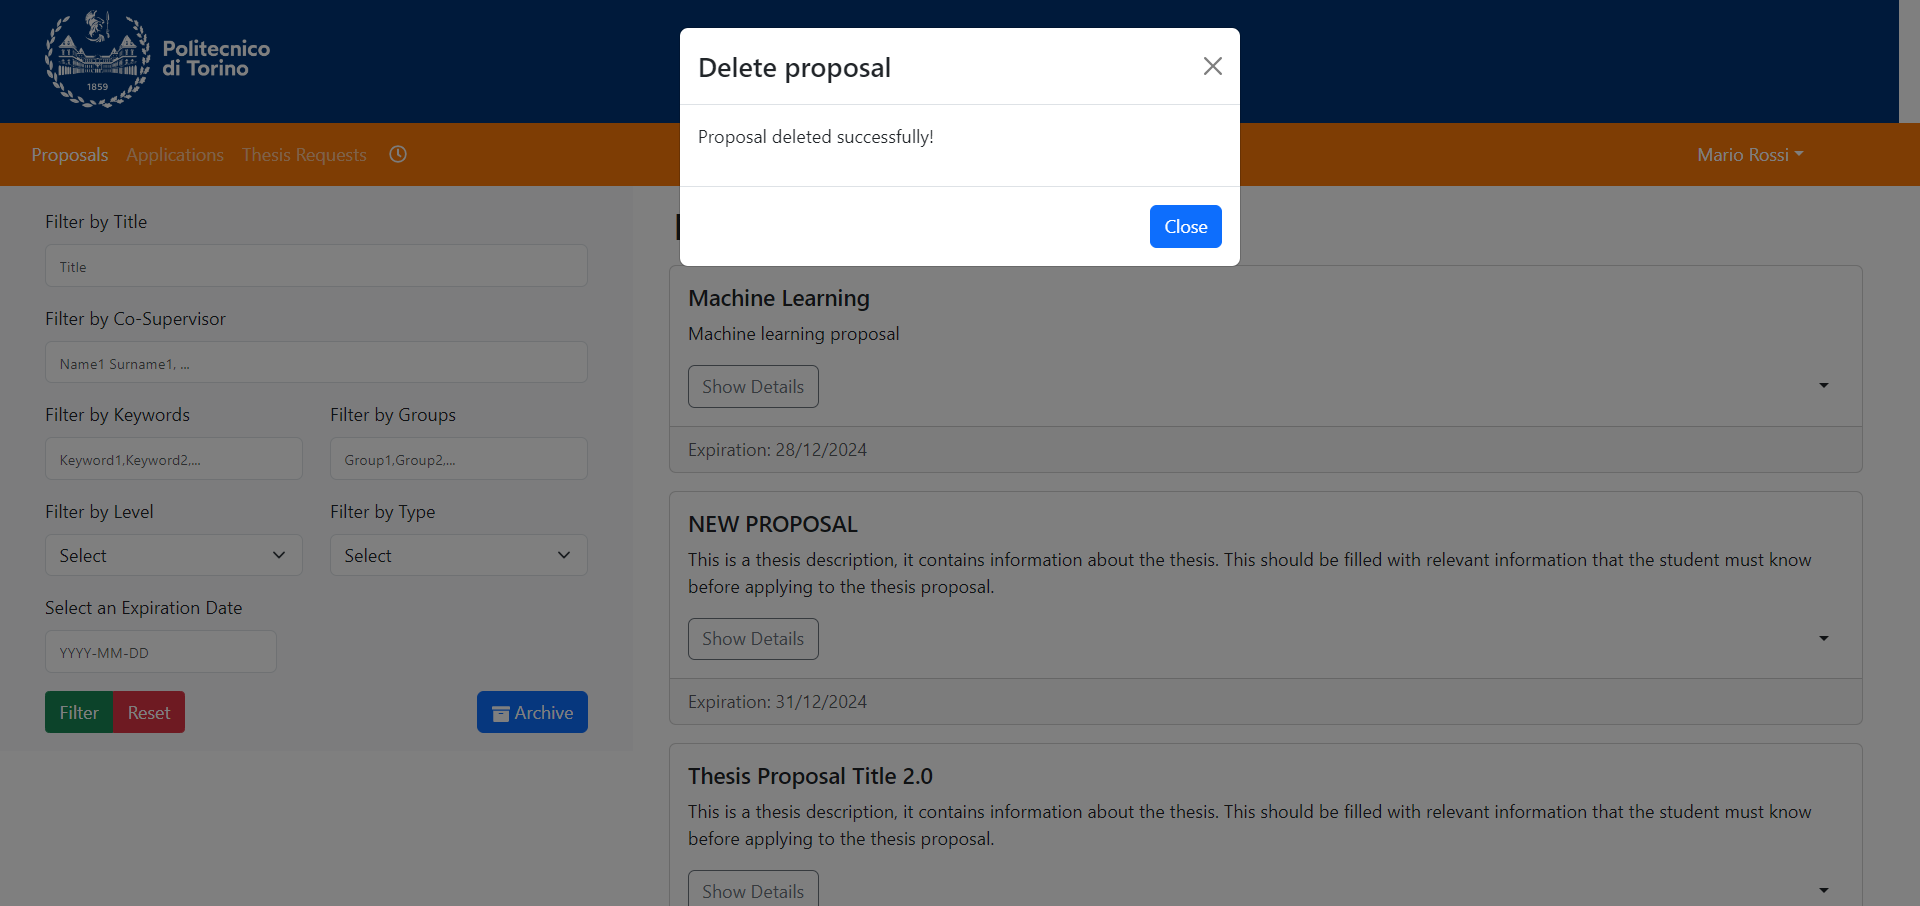 Politecnico
di Torino
1859
Delete proposal
Proposal deleted successfully!
Close
Proposals Applications Thesis Requests
Mario Rossi
Filter by Title
Title
Filter by Co-Supervisor
Name1 Surname1, ...
Filter by Keywords Filter by Groups
Keyword1,Keyword2,... Group1,Group2,...
Filter by Level Filter by Type
Select Select
Select an Expiration Date
YYYY-MM-DD
Filter Reset Archive
Machine Learning
Machine learning proposal
Show Details
Expiration: 28/12/2024
NEW PROPOSAL
This is a thesis description, it contains information about the thesis. This should be filled with relevant information that the student must know
before applying to the thesis proposal.
Show Details
Expiration: 31/12/2024
Thesis Proposal Title 2.0
This is a thesis description, it contains information about the thesis. This should be filled with relevant information that the student must know
before applying to the thesis proposal.
Show Details